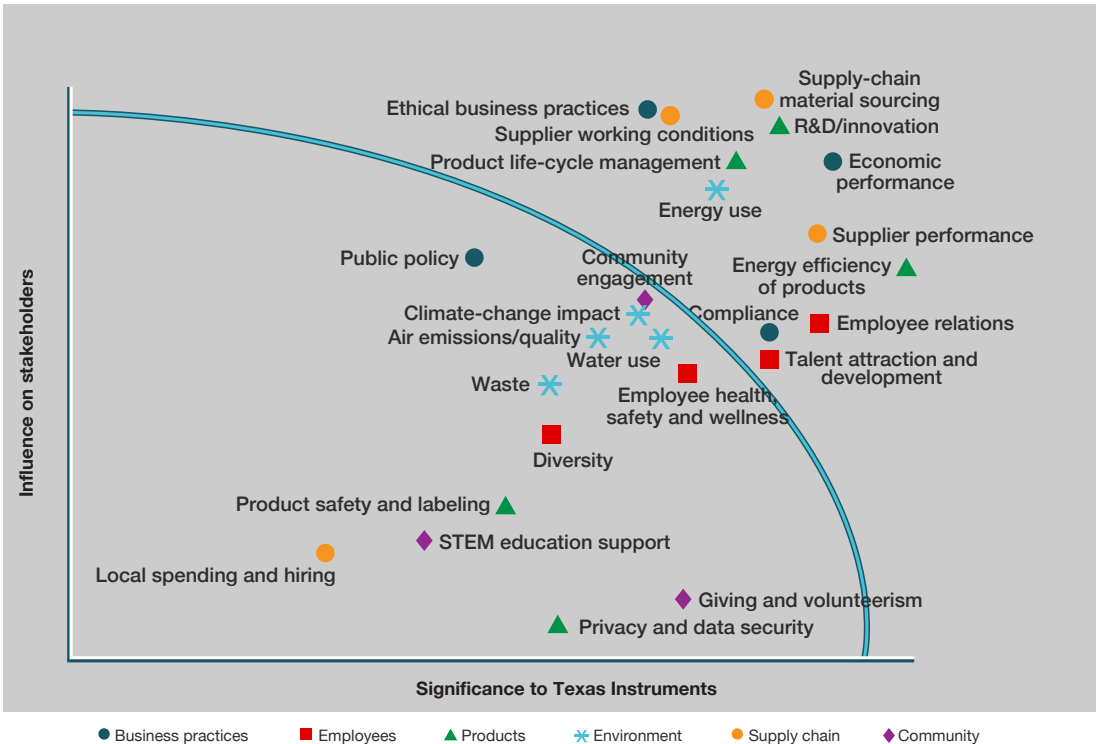 Supply-chain
material sourcing
Ethical business practices
Supplier working conditions
R&D/innovation
Product life-cycle management
Economic
performance
Energy use
Supplier performance
Public policy
Community
engagement
Energy efficiency
of products
Climate-change impact
Compliance
Employee relations
Air emissions/quality
Water use
Talent attraction and
development
Waste
Employee health,
safety and wellness
Diversity
Product safety and labeling
STEM education support
Local spending and hiring
Giving and volunteerism
Privacy and data security
Influence on stakeholders
Significance to Texas Instruments
Business practices
Employees
Products
Environment
Supply chain
Community